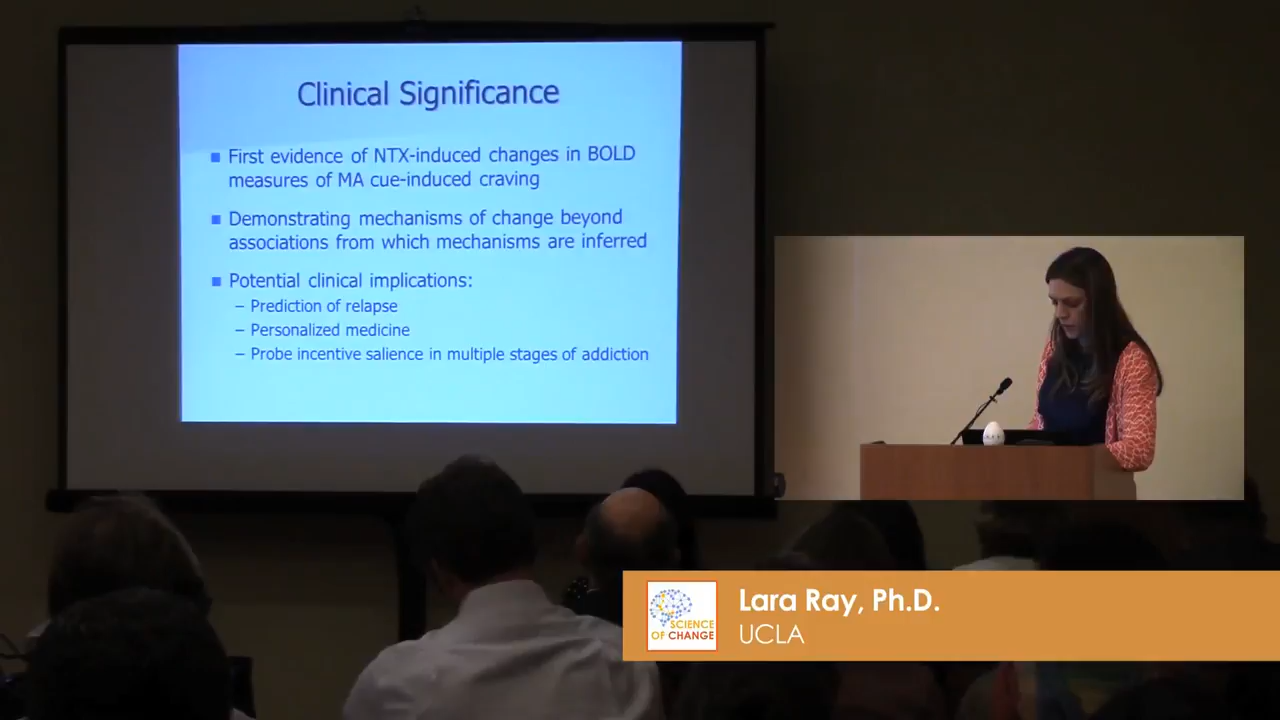 Clinical Significance
First evidence of NTX-induced changes in BOLD
measures of MA cue-induced craving
Demonstrating mechanisms of change beyond
associations from which mechanisms are inferred
Potential clinical implications:
– Prediction of relapse
– Personalized medicine
– Probe incentive salience in multiple stages of addiction
SCIENCE
OF CHANGE
Lara Ray, Ph.D.
UCLA